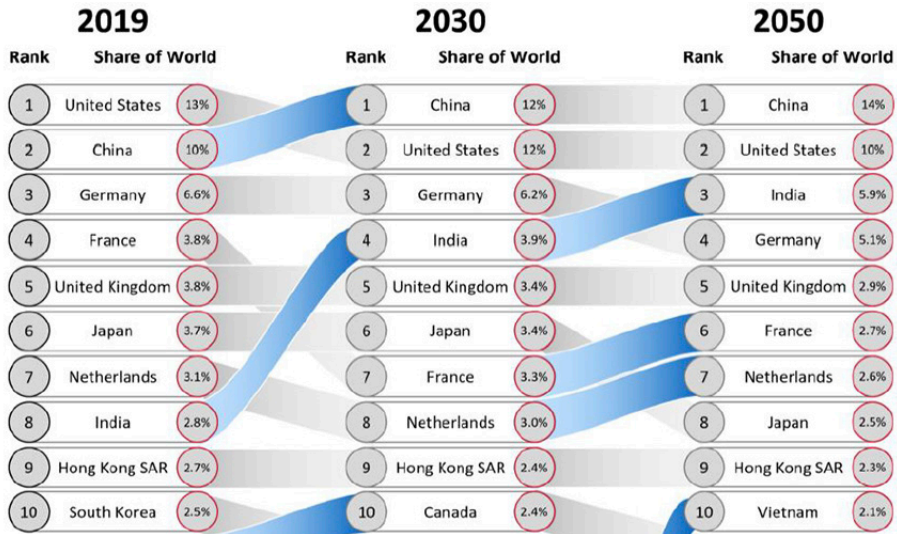 2019 2030 2050
Rank Share of World Rank Share of World Rank Share of World
1 United States 13% 1 China 12% 1 China 14%
2 China 10% 2 United States 12% 2 United States 10%
3 Germany 6.6% 3 Germany 6.2% 3 India 5.9%
4 France 3.8% 4 India 3.9% 4 Germany 5.1%
5 United Kingdom 3.8% 5 United Kingdom 3.4% 5 United Kingdom 2.9%
6 Japan 3.7% 6 Japan 3.4% 6 France 2.7%
7 Netherlands 3.1% 7 France 3.3% 7 Netherlands 2.6%
8 India 2.8% 8 Netherlands 3.0% 8 Japan 2.5%
9 Hong Kong SAR 2.7% 9 Hong Kong SAR 2.4% 9 Hong Kong SAR 2.3%
10 South Korea 2.5% 10 Canada 2.4% 10 Vietnam 2.1%